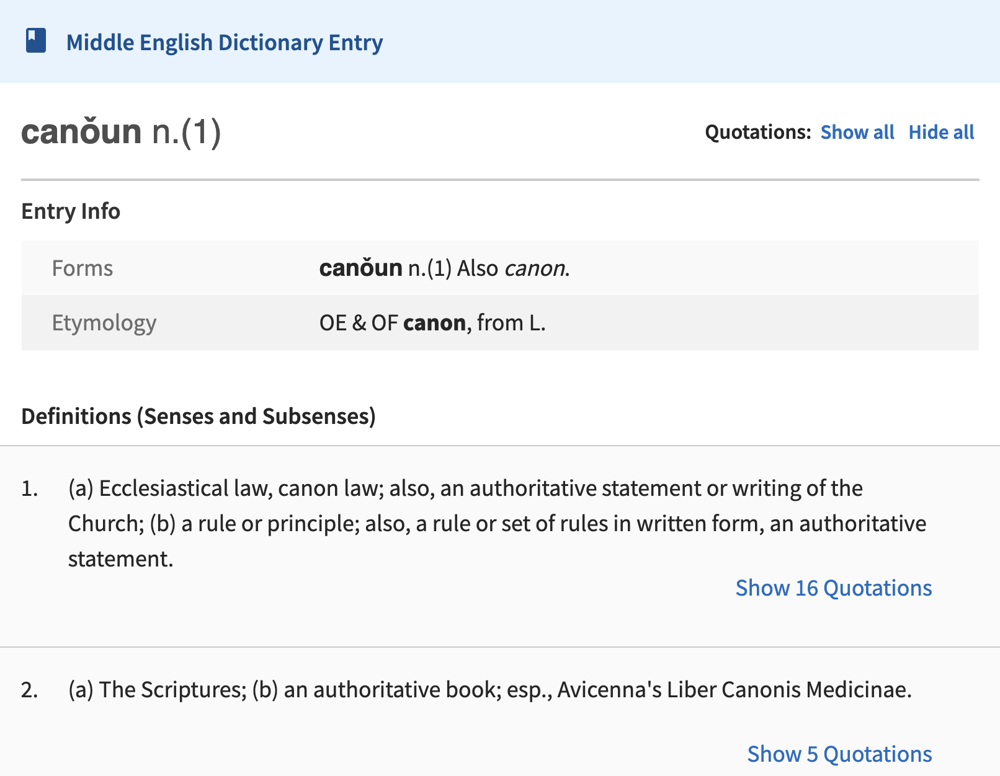 Middle English Dictionary Entry
canǒun n.(1)
Quotations: Show all Hide all
Entry Info
Forms canǒun n.(1) Also canon.
Etymology OE & OF canon, from L.
Definitions (Senses and Subsenses)
1. (a) Ecclesiastical law, canon law; also, an authoritative statement or writing of the
Church; (b) a rule or principle; also, a rule or set of rules in written form, an authoritative
statement.
Show 16 Quotations
2. (a) The Scriptures; (b) an authoritative book; esp., Avicenna's Liber Canonis Medicinae.
Show 5 Quotations